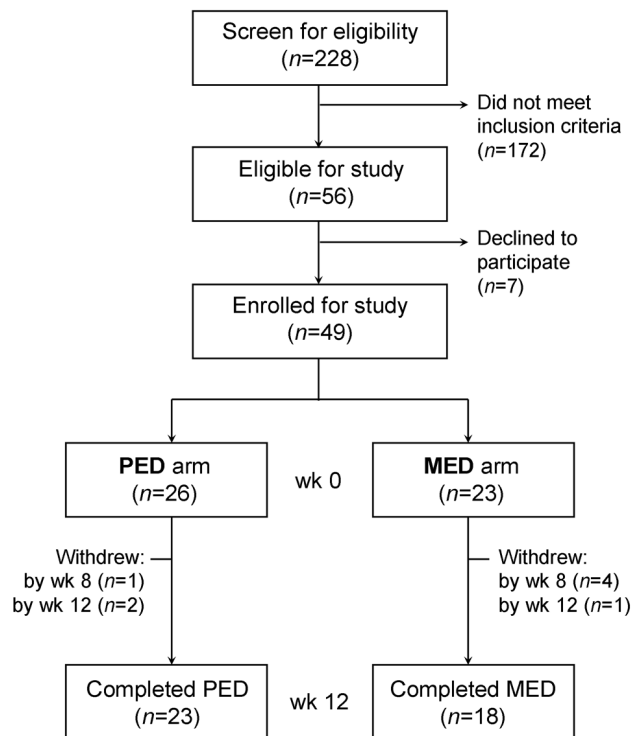 Screen for eligibility
(n=228)
Did not meet
inclusion criteria
(n=172)
Eligible for study
(n=56)
Declined to
participate
(n=7)
Enrolled for study
(n=49)
PED arm
(n=26)
wk 0
MED arm
(n=23)
Withdrew:
by wk 8 (n=1)
by wk 12 (n=2)
Withdrew:
by wk 8 (n=4)
by wk 12 (n=1)
Completed PED
(n=23)
wk 12
Completed MED
(n=18)